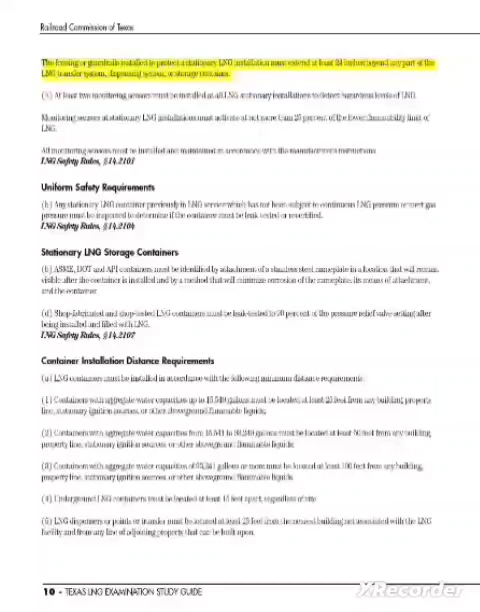 Railroad Commission of Texas
The fencing or guardrails installed to protect a stationary LNG installation must extend at least 24 inches beyond any part of the
LNG transfer system, dispensing system, or storage container.
At least two monitoring sensors must be installed at all LNG stationary installations to detect hazardous levels of LNG.
Monitoring sensors at stationary LNG installations must activate at not more than 25 percent of the lower flammability limit of
LNG.
All monitoring sensors must be installed and maintained in accordance with the manufacturer's instructions.
LNG Safety Rules, §14.2101
Uniform Safety Requirements
(b) Any stationary LNG container previously in LNG service which has not been subject to continuous LNG pressure or inert gas
pressure must be inspected to determine if the container must be leak tested or recertified.
LNG Safety Rules, §14.2104
Stationary LNG Storage Containers
(b) ASME, DOT and API containers must be identified by attachment of a stainless steel nameplate in a location that will remain
visible after the container is installed and by a method that will minimize corrosion of the nameplate, its means of attachment,
and the container.
(d) Shop-fabricated and shop-tested LNG containers must be leak-tested to 90 percent of the pressure relief valve setting after
being installed and filled with LNG.
LNG Safety Rules, §14.2107
Container Installation Distance Requirements
(a) LNG containers must be installed in accordance with the following minimum distance requirements:
(1) Containers with aggregate water capacities up to 15,540 gallons must be located at least 25 feet from any building, property
line, stationary ignition sources, or other aboveground flammable liquids;
(2) Containers with aggregate water capacities from 15,541 to 93,240 gallons must be located at least 50 feet from any building,
property line, stationary ignition sources, or other aboveground flammable liquids;
(3) Containers with aggregate water capacities of 93,241 gallons or more must be located at least 100 feet from any building,
property line, stationary ignition sources, or other aboveground flammable liquids.
(4) Underground LNG containers must be located at least 15 feet apart, regardless of size.
(5) LNG dispensers or points of transfer must be located at least 25 feet from the nearest building not associated with the LNG
facility and from any line of adjoining property that can be built upon.
10 - TEXAS LNG EXAMINATION STUDY GUIDE
XRecorder